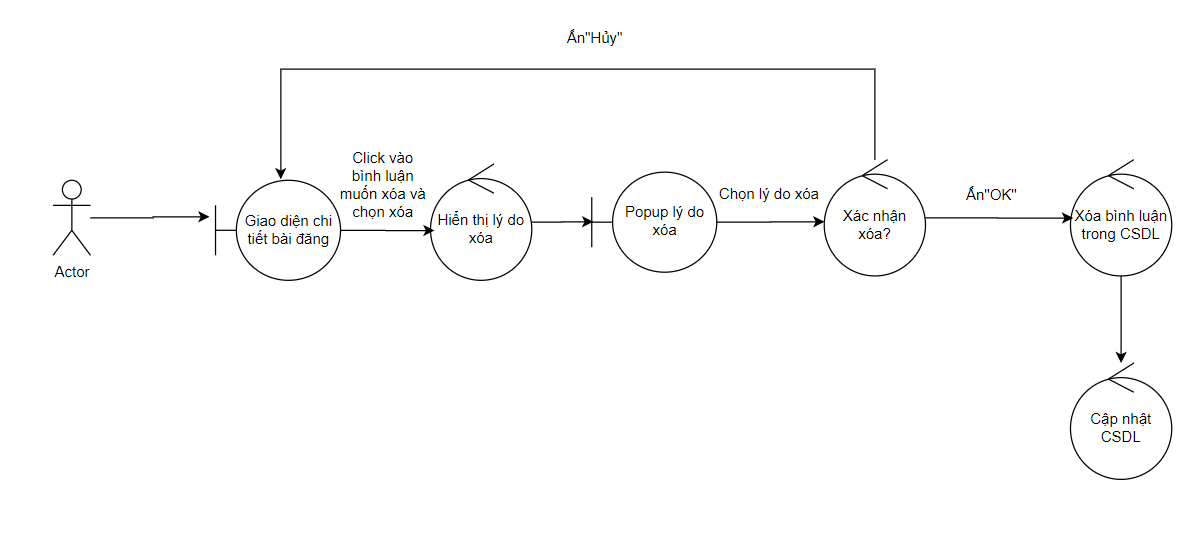 Ấn"Hủy"
Click vào
bình luận
muốn xóa và
chọn xóa
Actor
Giao diện chi
tiết bài đăng
Hiển thị lý do
xóa
Popup lý do
xóa
Chọn lý do xóa
Xác nhận
xóa?
Ấn"OK"
Xóa bình luận
trong CSDL
Cập nhật
CSDL